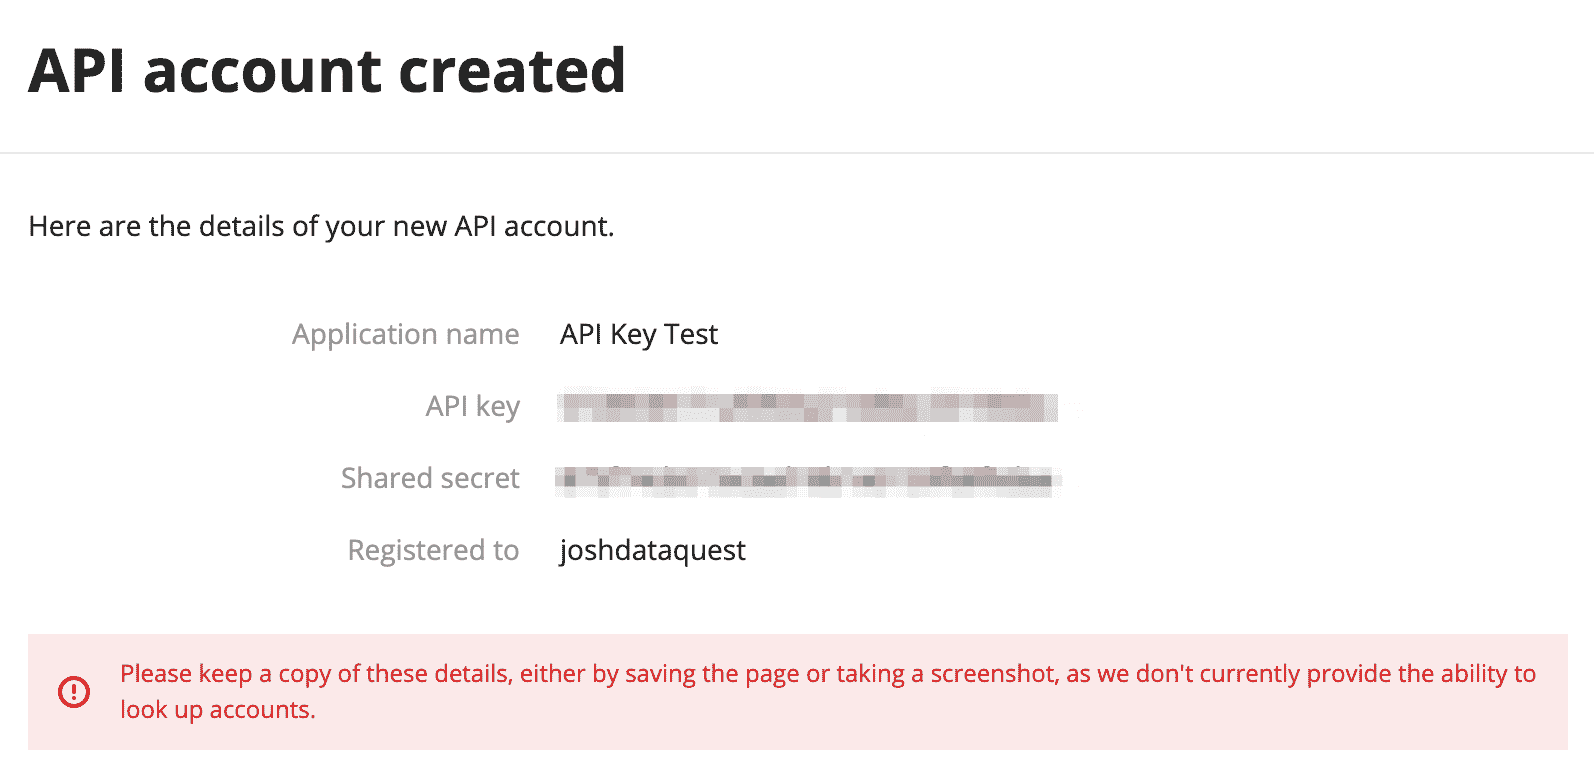 API account created
Here are the details of your new API account.
Application name API Key Test
API key
Shared secret
Registered to joshdataquest
Please keep a copy of these details, either by saving the page or taking a screenshot, as we don't currently provide the ability to
look up accounts.